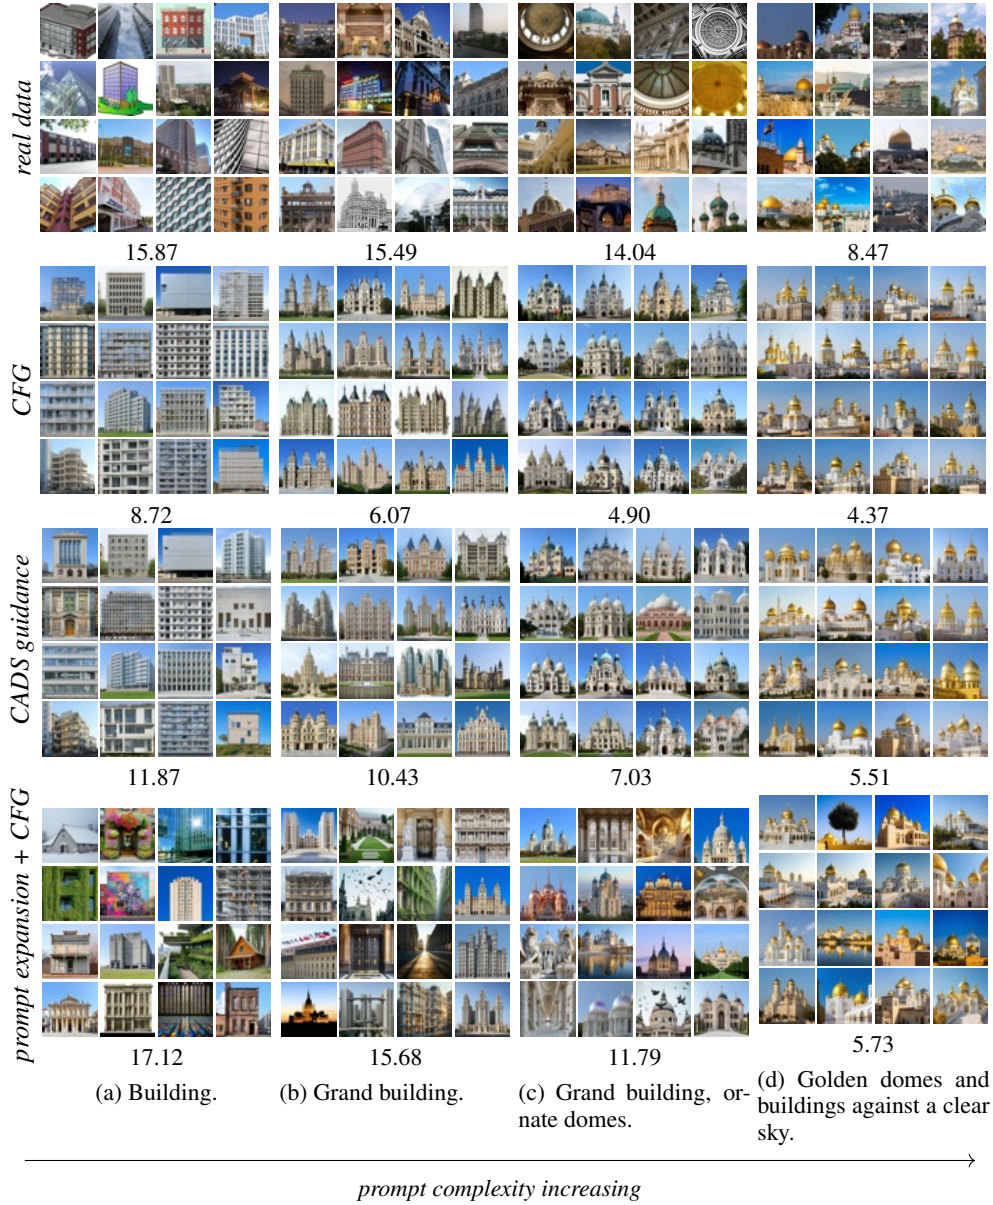 real data
15.87 15.49 14.04 8.47
CFG
8.72 6.07 4.90 4.37
CADS guidance
11.87 10.43 7.03 5.51
prompt expansion + CFG
17.12 15.68 11.79 5.73
(a) Building.
(b) Grand building.
(c) Grand building, or-
nate domes.
(d) Golden domes and
buildings against a clear
sky.
prompt complexity increasing